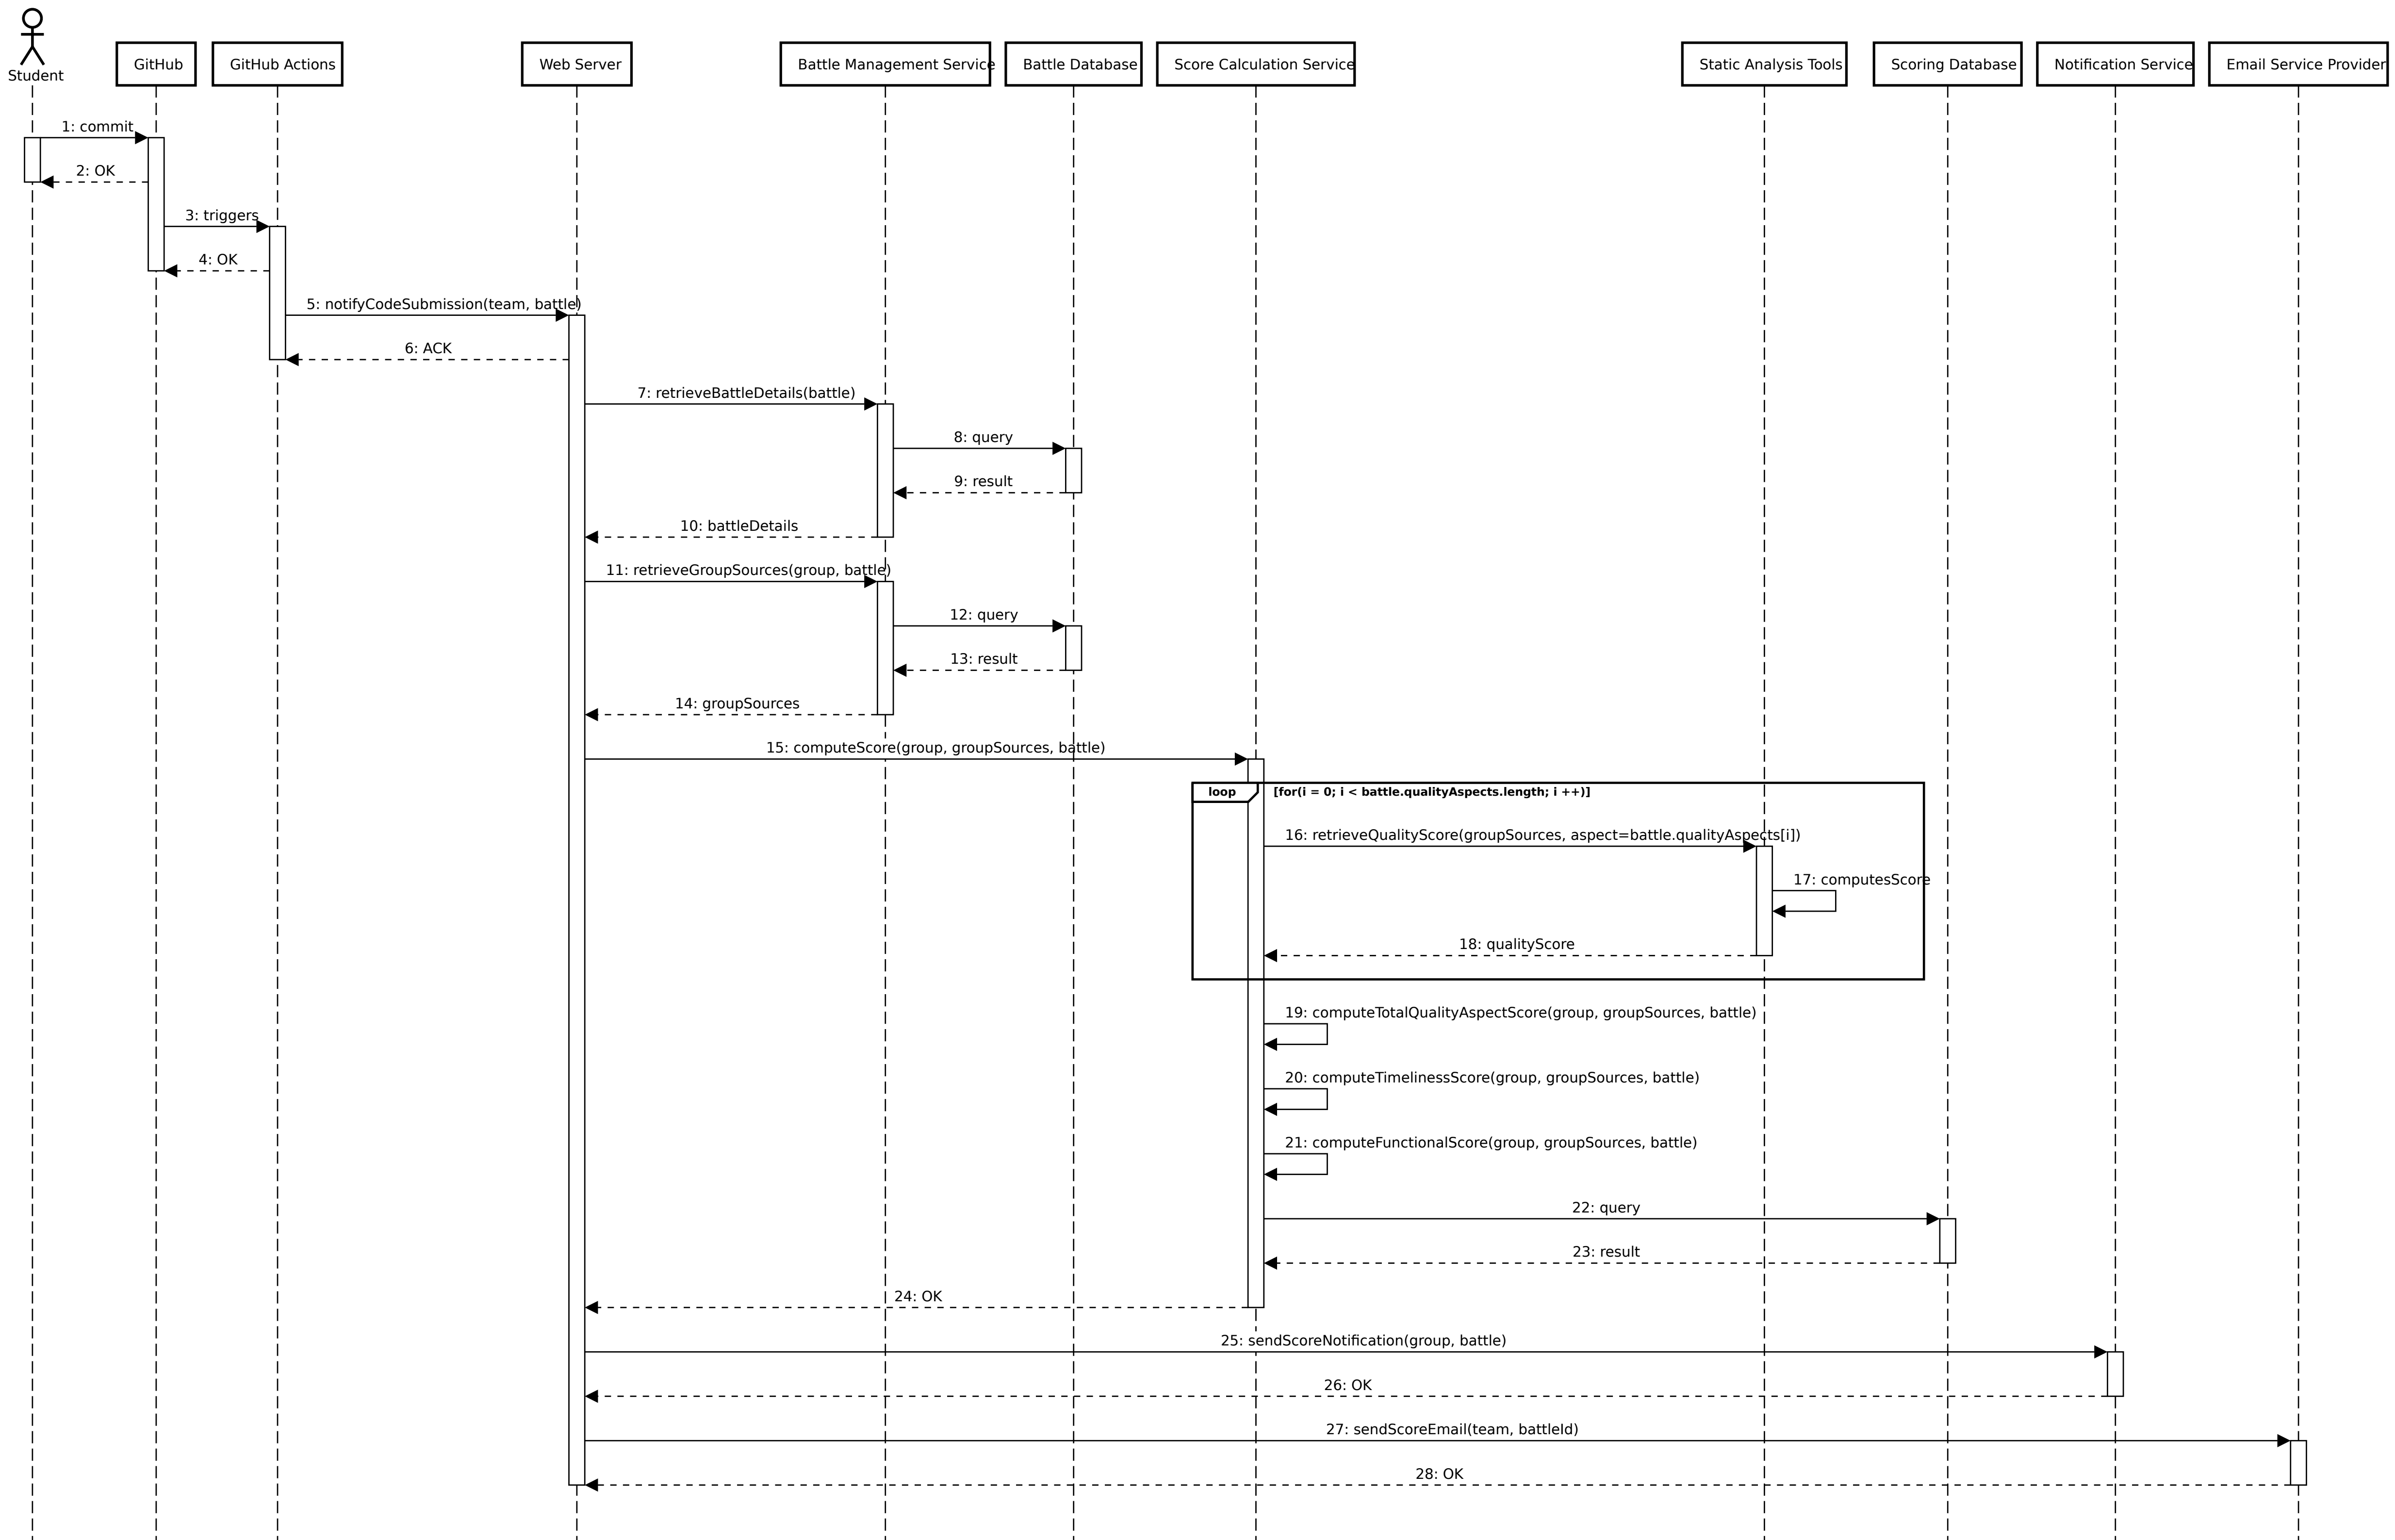 Student
GitHub
GitHub Actions
Web Server
Battle Management Service
Battle Database
Score Calculation Service
Static Analysis Tools
Scoring Database
Notification Service
Email Service Provider
1: commit
2: OK
3: triggers
4: OK
5: notifyCodeSubmission(team, battle)
6: ACK
7: retrieveBattleDetails(battle)
8: query
9: result
10: battleDetails
11: retrieveGroupSources(group, battle)
12: query
13: result
14: groupSources
15: computeScore(group, groupSources, battle)
loop
[for(i = 0; i < battle.qualityAspects.length; i ++)]
16: retrieveQualityScore(groupSources, aspect=battle.qualityAspects[i])
17: computesScore
18: qualityScore
19: computeTotalQualityAspectScore(group, groupSources, battle)
20: computeTimelinessScore(group, groupSources, battle)
21: computeFunctionalScore(group, groupSources, battle)
22: query
23: result
24: OK
25: sendScoreNotification(group, battle)
26: OK
27: sendScoreEmail(team, battleId)
28: OK